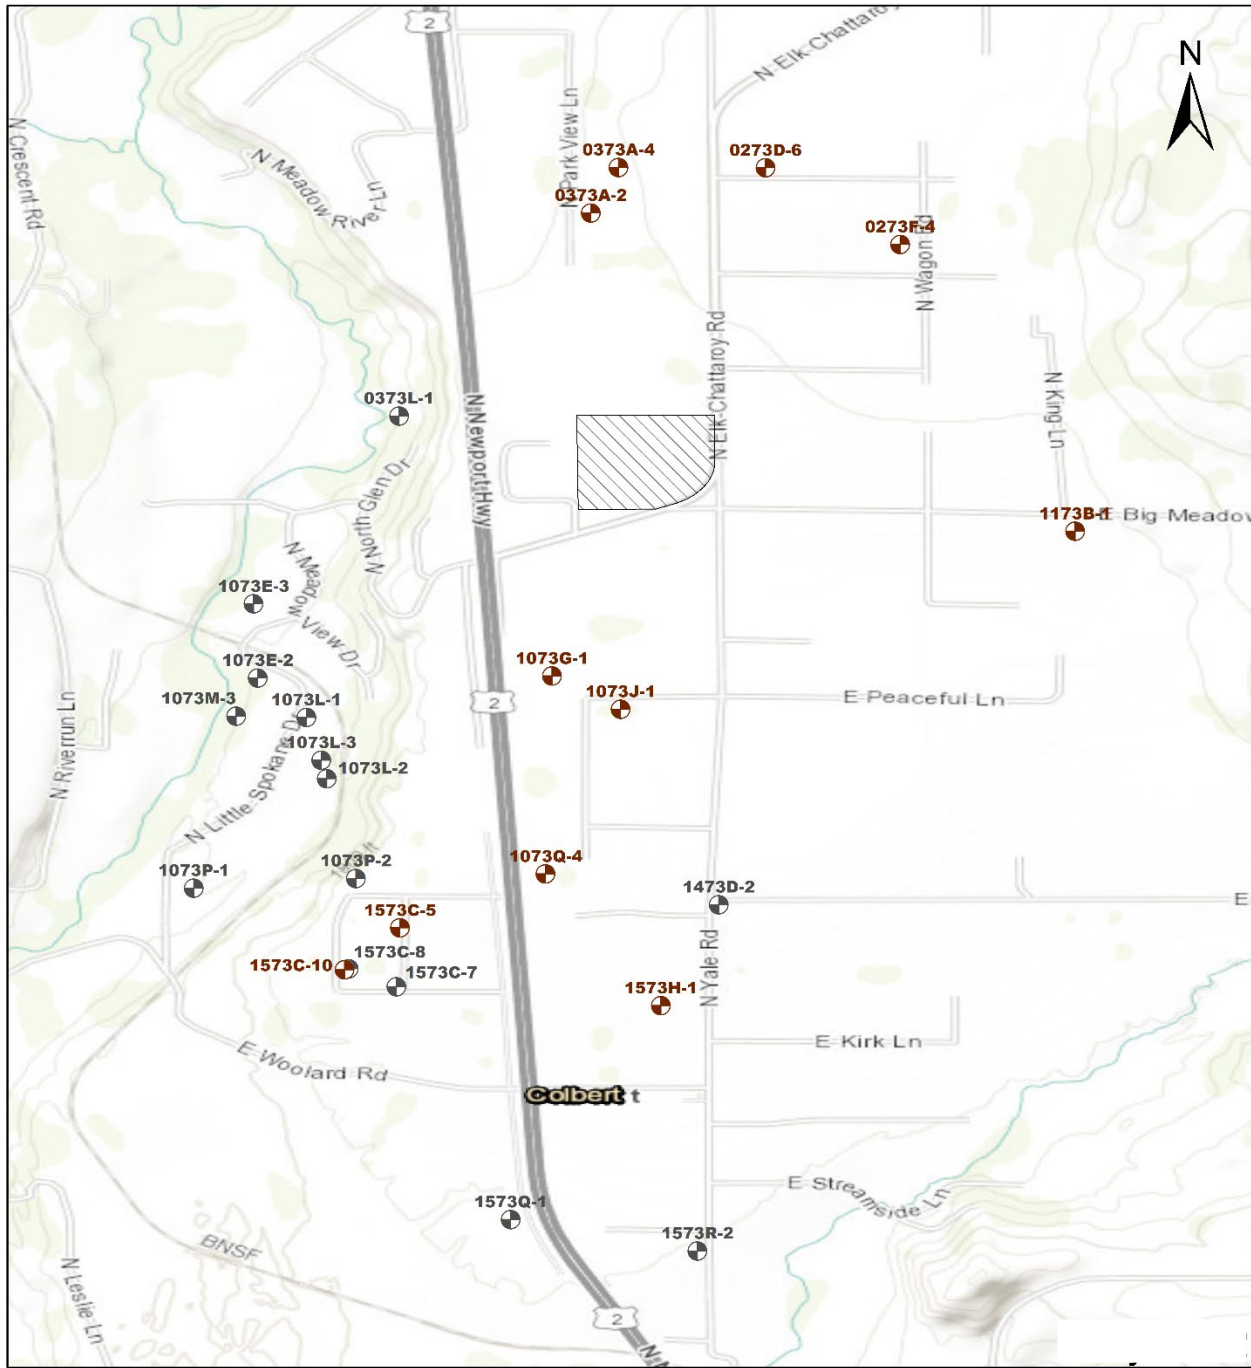 2
N Elk Chattaroy
N
N Crescent Rd
N Park View Ln
N Meadow River Ln
0373A-4
0273D-6
0373A-2
0273F-4
N Wagon Rd
N Elk Chattaroy Rd
N King Ln
0373L-1
N Newport Hwy
N North Glen Dr
1173B-1
E Big Meadow
N Meadow View Dr
1073E-3
1073G-1
1073E-2
1073J-1
1073M-3
1073L-1
2
E Peaceful Ln
N Riverrun Ln
1073L-3
1073L-2
N Little Spokane Dr
1073Q-4
1073P-1
1073P-2
1473D-2
E
1573C-5
1573C-8
1573C-10
1573C-7
1573H-1
N Yale Rd
E Kirk Ln
E Woolard Rd
Colbert t
E Streamside Ln
1573Q-1
1573R-2
BNSF
N Leslie Ln
2